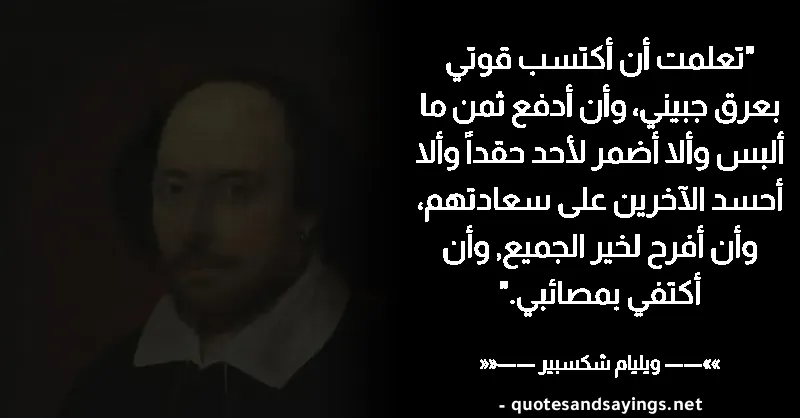 "تعلمت أن أكتسب قوتي
بعرق جبيني، وأن أدفع ثمن ما
ألبس وألا أضمر لأحد حقداً وألا
أحسد الآخرين على سعادتهم،
وأن أفرح لخير الجميع, وأن
أكتفي بمصائبي."
««—— ويليام شكسبير ——»»
- quotesandsayings.net